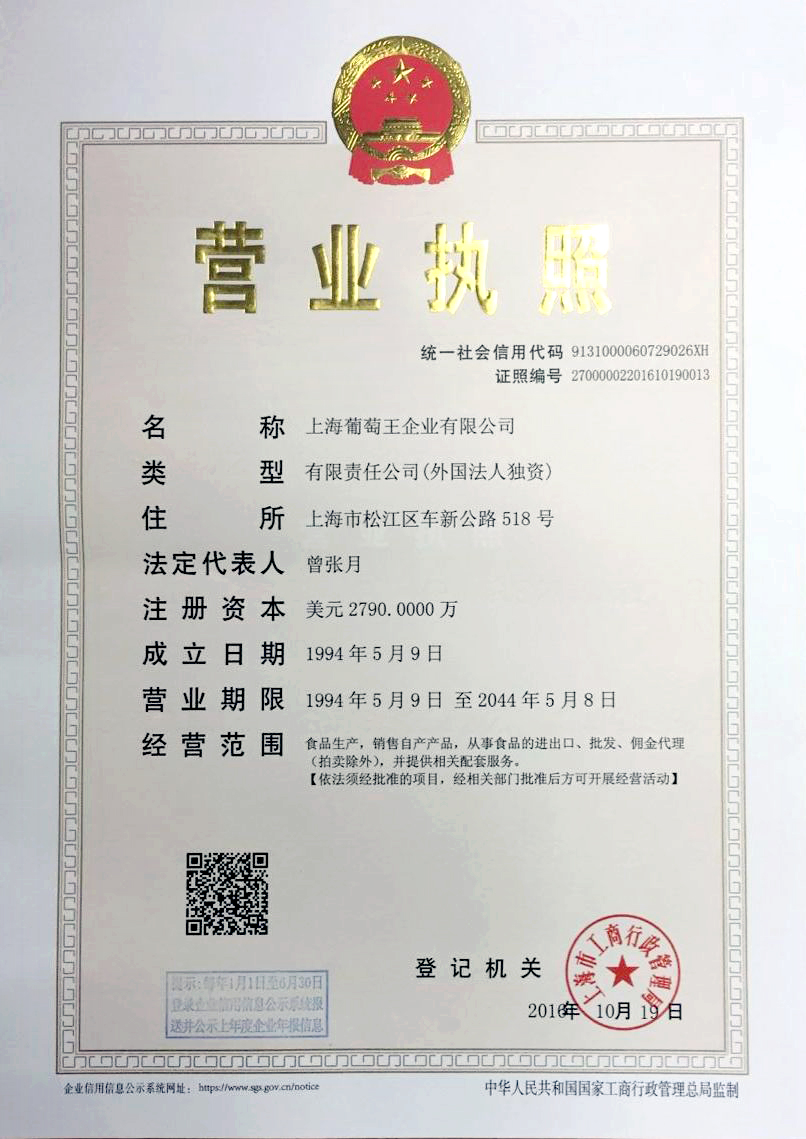 营业执照
统一社会信用代码 9131000060729026XH
证照编号 27000002201610190013
名称 上海葡萄王企业有限公司
类型 有限责任公司(外国法人独资)
住所 上海市松江区车新公路518号
法定代表人 曾张月
注册资本 美元2790.0000万
成立日期 1994年5月9日
营业期限 1994年5月9日 至2044年5月8日
经营范围 食品生产，销售自产产品，从事食品的进出口、批发、佣金代理
（拍卖除外），并提供相关配套服务。
【依法须经批准的项目，经相关部门批准后方可开展经营活动】
登记机关
上海市工商行政管理局
2016年 10月 19日
提示：每年1月1日至6月30日
登录企业信用信息公示系统报
送并公示上年度企业年报信息
企业信用信息公示系统网址： https://www.sgs.gov.cn/notice
中华人民共和国国家工商行政管理总局监制